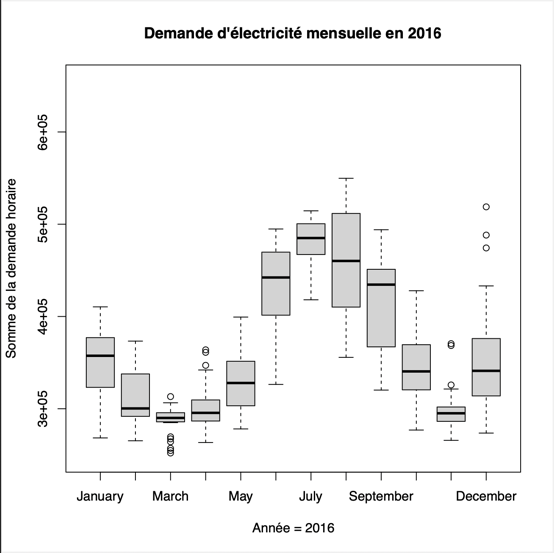 Demande d'électricité mensuelle en 2016
Somme de la demande horaire
6e+05
5e+05
4e+05
3e+05
January March May July September December
Année = 2016